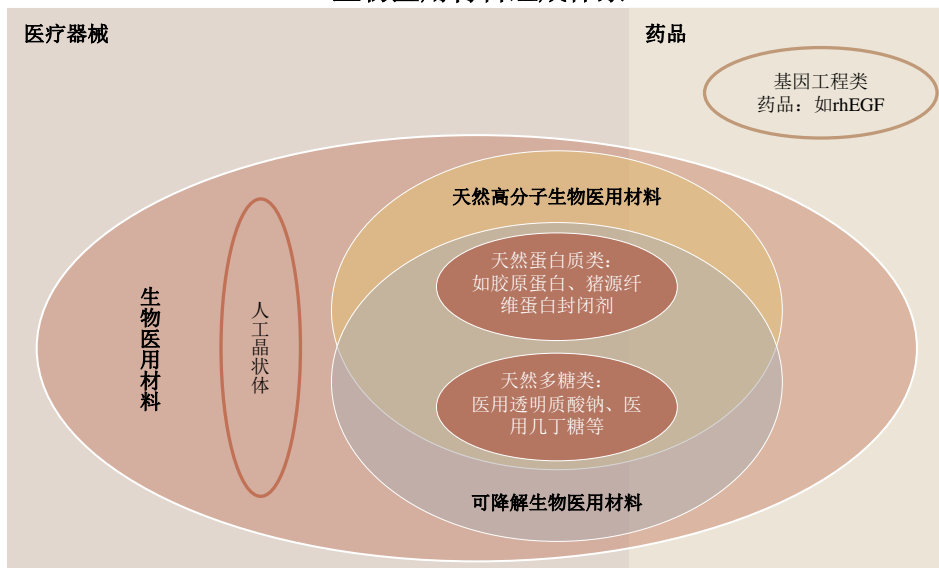 医疗器械
药品
基因工程类
药品：如rhEGF
天然高分子生物医用材料
天然蛋白质类：
如胶原蛋白、猪源纤
维蛋白封闭剂
生物医用材料
人工晶状体
天然多糖类：
医用透明质酸钠、医
用几丁糖等
可降解生物医用材料